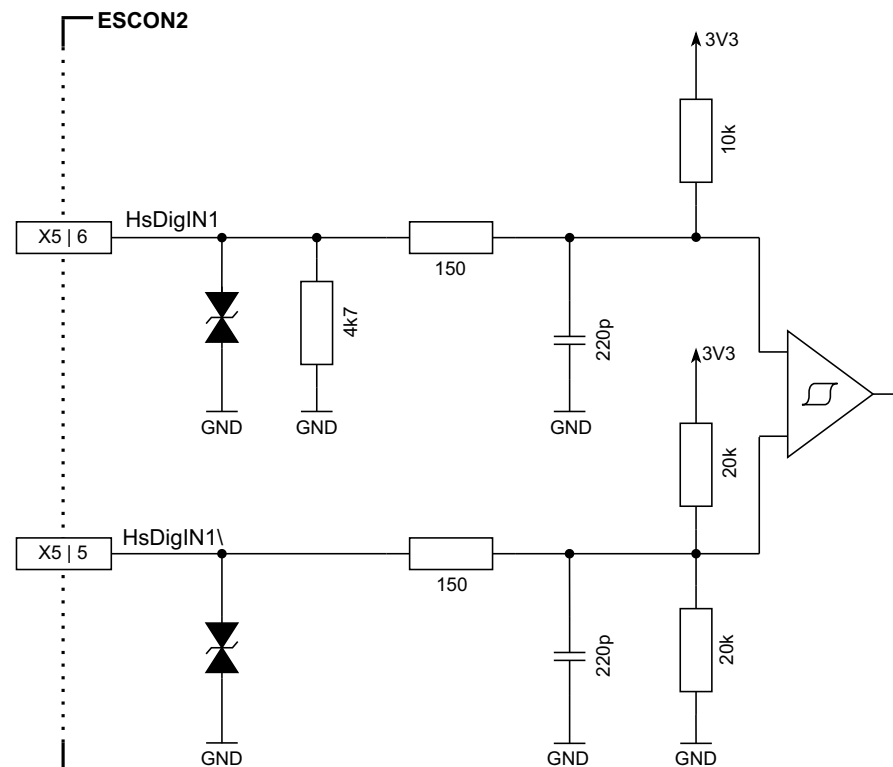 ESCON2
3V3
10k
X5 | 6
HsDigIN1
150
4k7
220p
GND
GND
GND
3V3
20k
X5 | 5
HsDigIN1\
150
220p
20k
GND
GND
GND